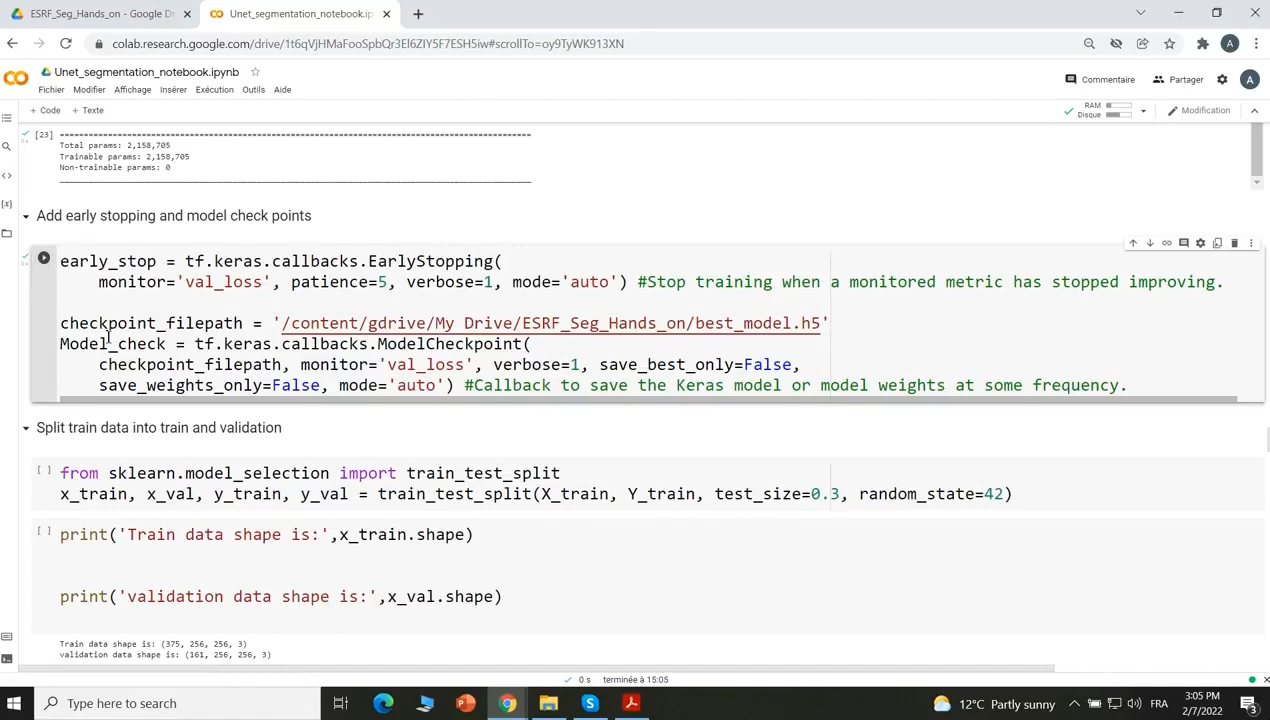 ESRF_Seg_Hands_on - Google Dr
Unet_segmentation_notebook.ipyn
colab.research.google.com/drive/1t6qVjHMaFooSpbQr3El6ZIY5F7ESH5iw#scrollTo=oy9TyWK913XN
A
Unet_segmentation_notebook.ipynb
Commentaire
Partager
A
Fichier Modifier Affichage Insérer Exécution Outils Aide
+ Code + Texte
RAM
Disque
Modification
[23]
Total params: 2,158,705
Trainable params: 2,158,705
Non-trainable params: 0
Add early stopping and model check points
early_stop = tf.keras.callbacks.EarlyStopping(
monitor='val_loss', patience=5, verbose=1, mode='auto') #Stop training when a monitored metric has stopped improving.
checkpoint_filepath = '/content/gdrive/My Drive/ESRF_Seg_Hands_on/best_model.h5'
Model_check = tf.keras.callbacks.ModelCheckpoint(
checkpoint_filepath, monitor='val_loss', verbose=1, save_best_only=False,
save_weights_only=False, mode='auto') #Callback to save the Keras model or model weights at some frequency.
Split train data into train and validation
[ ] from sklearn.model_selection import train_test_split
x_train, x_val, y_train, y_val = train_test_split(X_train, Y_train, test_size=0.3, random_state=42)
[ ] print('Train data shape is:',x_train.shape)
print('validation data shape is:',x_val.shape)
Train data shape is: (375, 256, 256, 3)
validation data shape is: (161, 256, 256, 3)
0 s terminée à 15:05
Type here to search
12°C Partly sunny
FRA
3:05 PM
2/7/2022
3